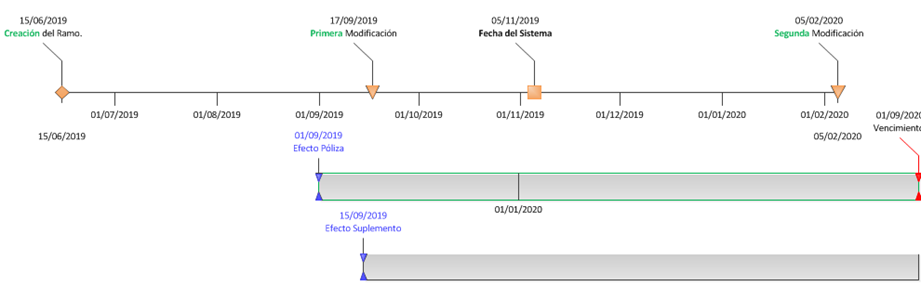 15/06/2019
Creación del Ramo.
17/09/2019
Primera Modificación
05/11/2019
Fecha del Sistema
05/02/2020
Segunda Modificación
01/07/2019
01/08/2019
01/09/2019
01/10/2019
01/11/2019
01/12/2019
01/01/2020
01/02/2020
15/06/2019
05/02/2020
01/09/2020
Vencimiento
01/09/2019
Efecto Póliza
01/01/2020
15/09/2019
Efecto Suplemento